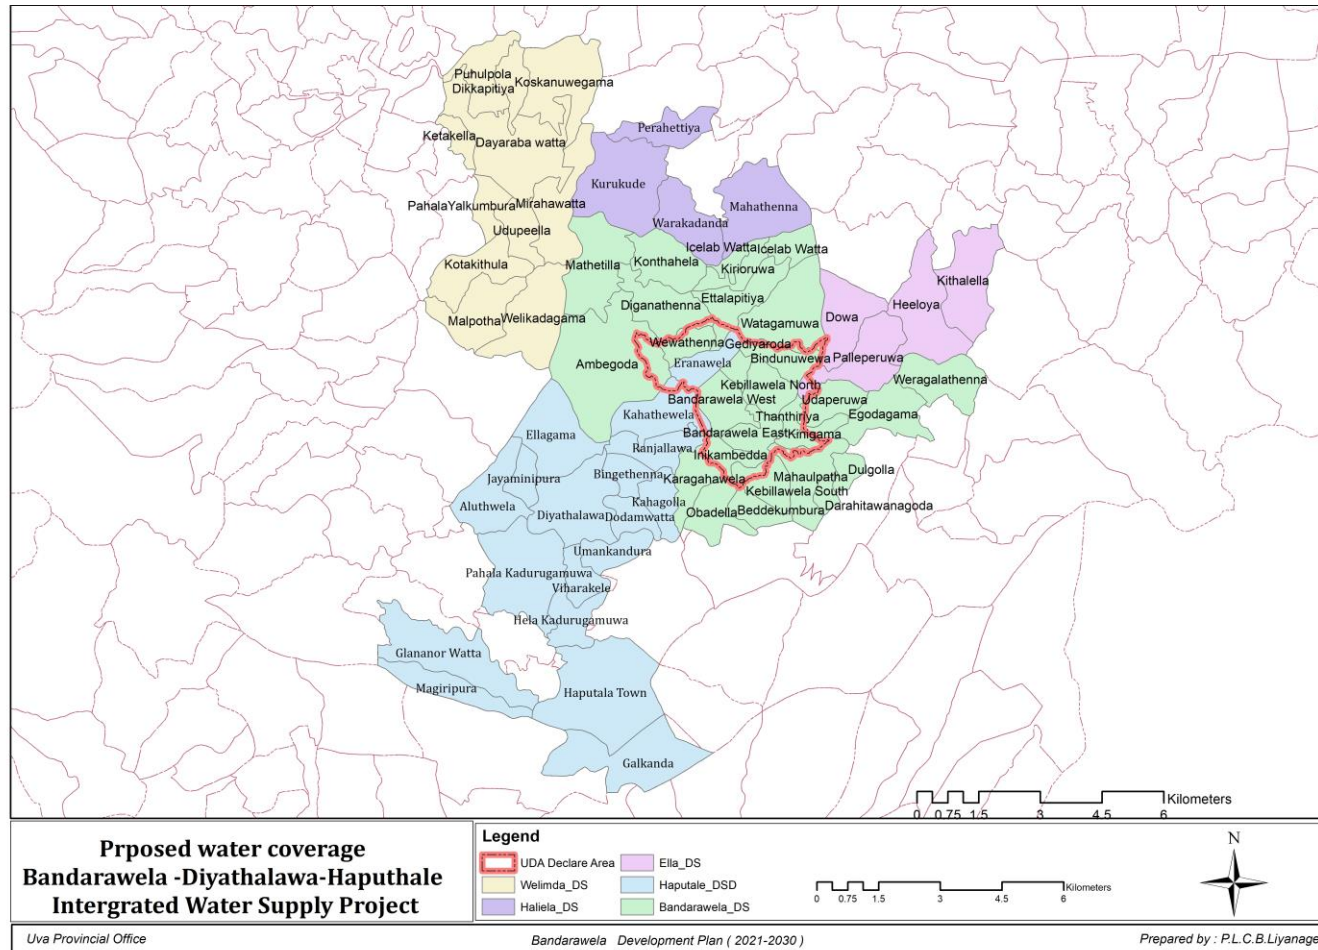 Puhulpola
Dikkapitiya
Koskanuwegama
Perahettiya
Ketakella
Dayaraba watta
Kurukude
Mahathenna
PahalaYalkumbura
Mirahawatta
Warakadanda
Udupeella
Icelab Watta
Icelab Watta
Kotakithula
Mathetilla
Konthahela
Kirioruwa
Kithalella
Diganathenna
Ettalapitiya
Heeloya
Malpotha
Welikadagama
Watagamuwa
Dowa
Wewathenna
Gediyaroda
Ambegoda
Eranawela
Bindunuwewa
Palleperuwa
Weragalathenna
Kebillawela North
Bandarawela West
Udaperuwa
Kahathewela
Thanthiriya
Egodagama
Ellagama
Bandarawela East
Kinigama
Ranjallawa
Inikambedda
Jayaminipura
Bingethenna
Karagahawela
Mahaulpatha
Dulgolla
Kebillawela South
Aluthwela
Kahagolla
Diyathalawa
Dodamwatta
Obadella
Beddekumbura
Darahitawanagoda
Umankandura
Pahala Kadurugamuwa
Viharakele
Hela Kadurugamuwa
Glananor Watta
Magiripura
Haputala Town
Galkanda
Kilometers
0 0.75 1.5 3 4.5 6
Prposed water coverage
Bandarawela -Diyathalawa-Haputhale
Intergrated Water Supply Project
Legend
UDA Declare Area
Welimda_DS
Haliela_DS
Ella_DS
Haputale_DSD
Bandarawela_DS
Kilometers
0 0.75 1.5 3 4.5 6
N
Uva Provincial Office
Bandarawela Development Plan ( 2021-2030 )
Prepared by : P.L.C.B.Liyanage